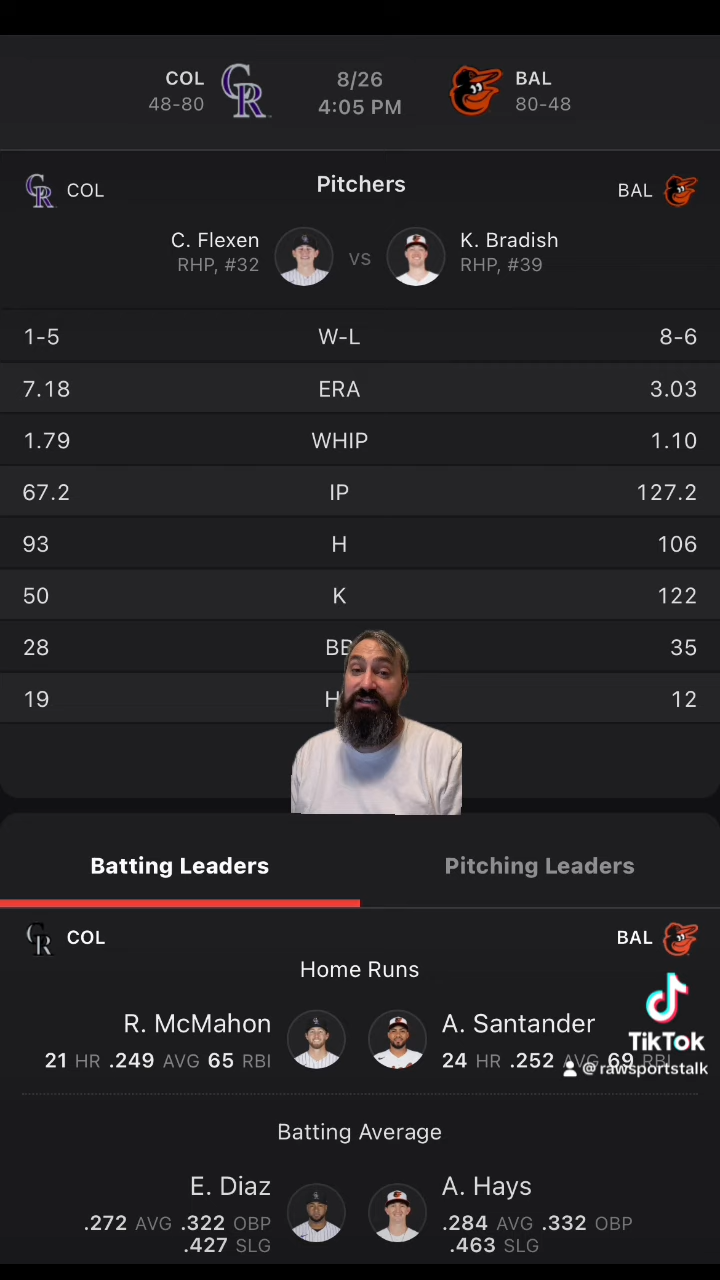 COL 8/26 BAL
48-80 4:05 PM 80-48
COL Pitchers BAL
C. Flexen vs K. Bradish
RHP, #32 RHP, #39
1-5 W-L 8-6
7.18 ERA 3.03
1.79 WHIP 1.10
67.2 IP 127.2
93 H 106
50 K 122
28 BB 35
19 H 12
Batting Leaders Pitching Leaders
COL BAL
Home Runs
R. McMahon A. Santander
21 HR .249 AVG 65 RBI 24 HR .252 AVG 69 RBI
TikTok
@rawsportstalk
Batting Average
E. Diaz A. Hays
.272 AVG .322 OBP .284 AVG .332 OBP
.427 SLG .463 SLG